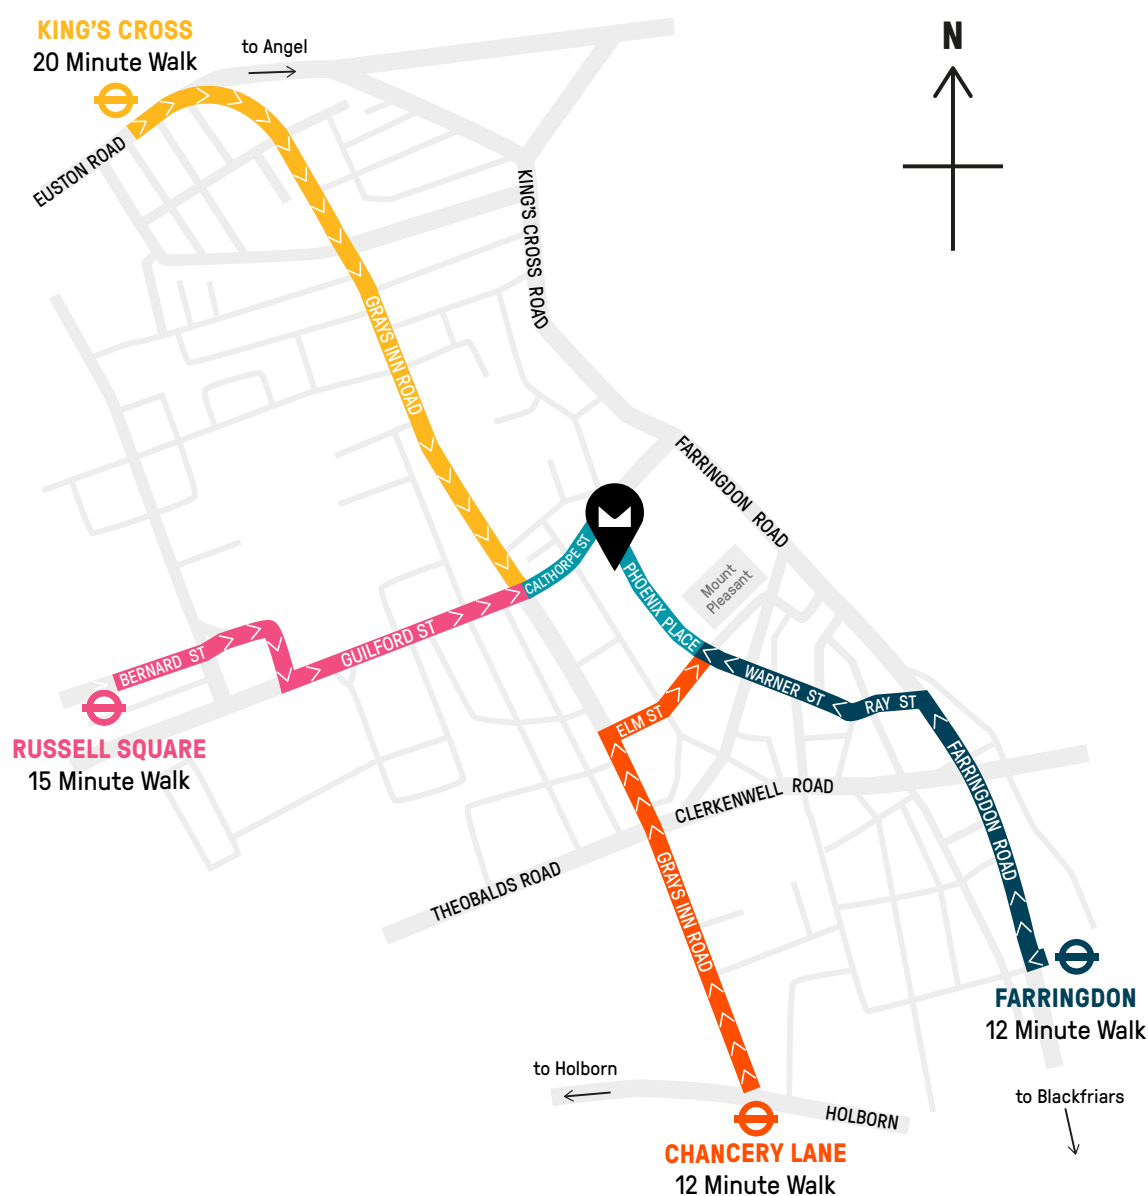 KING'S CROSS
20 Minute Walk
to Angel
N
EUSTON ROAD
KING'S CROSS ROAD
GRAYS INN ROAD
FARRINGDON ROAD
CALTHORPE ST
PHOENIX PLACE
Mount
Pleasant
BERNARD ST
GUILFORD ST
WARNER ST
RAY ST
ELM ST
RUSSELL SQUARE
15 Minute Walk
FARRINGDON ROAD
CLERKENWELL ROAD
THEOBALDS ROAD
GRAYS INN ROAD
FARRINGDON
12 Minute Walk
to Holborn
to Blackfriars
HOLBORN
CHANCERY LANE
12 Minute Walk